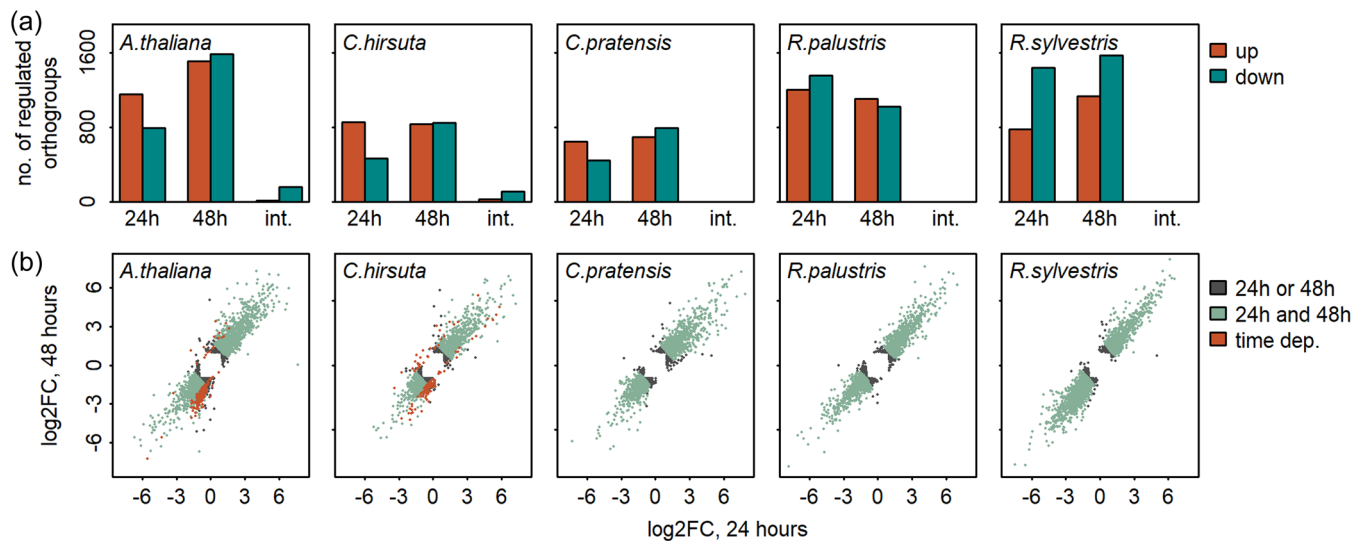 (a)
no. of regulated
orthogroups
1600
800
0
A.thaliana
C.hirsuta
C.pratensis
R.palustris
R.sylvestris
up
down
24h 48h int.
24h 48h int.
24h 48h int.
24h 48h int.
24h 48h int.
(b)
log2FC, 48 hours
6
3
0
-3
-6
A.thaliana
C.hirsuta
C.pratensis
R.palustris
R.sylvestris
24h or 48h
24h and 48h
time dep.
-6 -3 0 3 6
-6 -3 0 3 6
-6 -3 0 3 6
-6 -3 0 3 6
-6 -3 0 3 6
log2FC, 24 hours